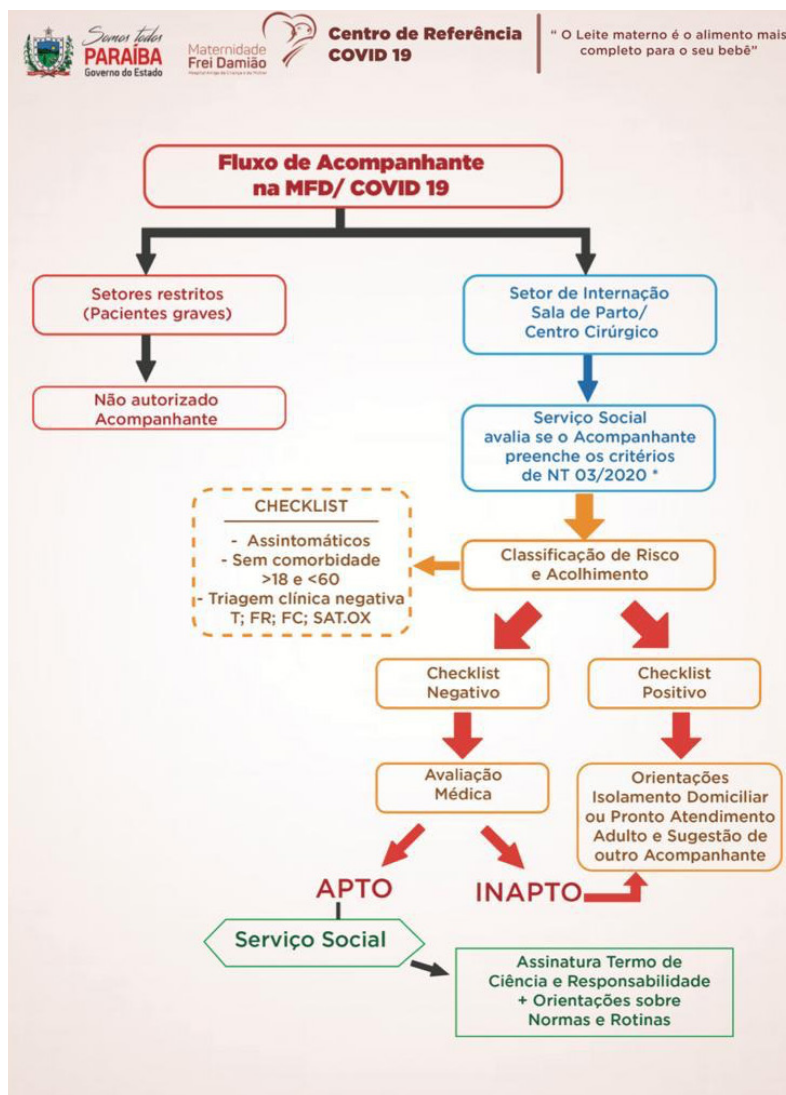 Somos todos
PARAÍBA
Governo do Estado
Maternidade
Frei Damião
Centro de Referência
COVID 19
“ O Leite materno é o alimento mais
completo para o seu bebê”
Fluxo de Acompanhante
na MFD/ COVID 19
Setores restritos
(Pacientes graves)
Não autorizado
Acompanhante
Setor de Internação
Sala de Parto/
Centro Cirúrgico
Serviço Social
avalia se o Acompanhante
preenche os critérios
de NT 03/2020 *
CHECKLIST
- Assintomáticos
- Sem comorbidade
>18 e <60
- Triagem clínica negativa
T; FR; FC; SAT.OX
Classificação de Risco
e Acolhimento
Checklist
Negativo
Checklist
Positivo
Avaliação
Médica
Orientações
Isolamento Domiciliar
ou Pronto Atendimento
Adulto e Sugestão de
outro Acompanhante
APTO
INAPTO
Serviço Social
Assinatura Termo de
Ciência e Responsabilidade
+ Orientações sobre
Normas e Rotinas